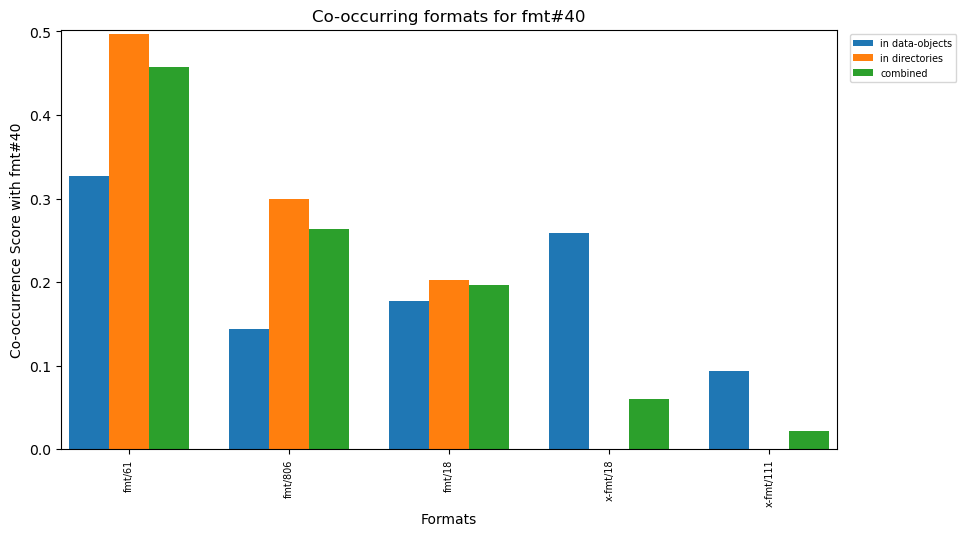 Co-occurring formats for fmt#40
Co-occurrence Score with fmt#40
0.5
0.4
0.3
0.2
0.1
0.0
fmt/61
fmt/806
fmt/18
x-fmt/18
x-fmt/111
Formats
in data-objects
in directories
combined